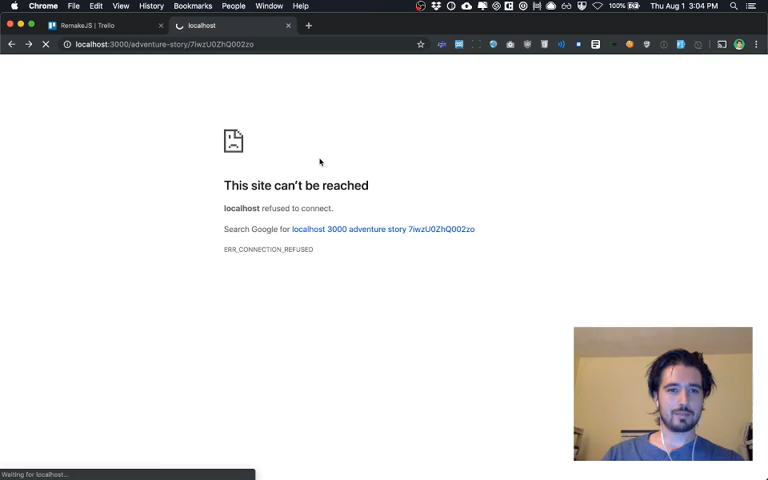 Chrome File Edit View History Bookmarks People Window Help 100% Thu Aug 1 3:04 PM
RemakeJS | Trello localhost
localhost:3000/adventure-story/7iwzU0ZhQ002zo
This site can't be reached
localhost refused to connect.
Search Google for localhost 3000 adventure story 7iwzU0ZhQ002zo
ERR_CONNECTION_REFUSED
Waiting for localhost...